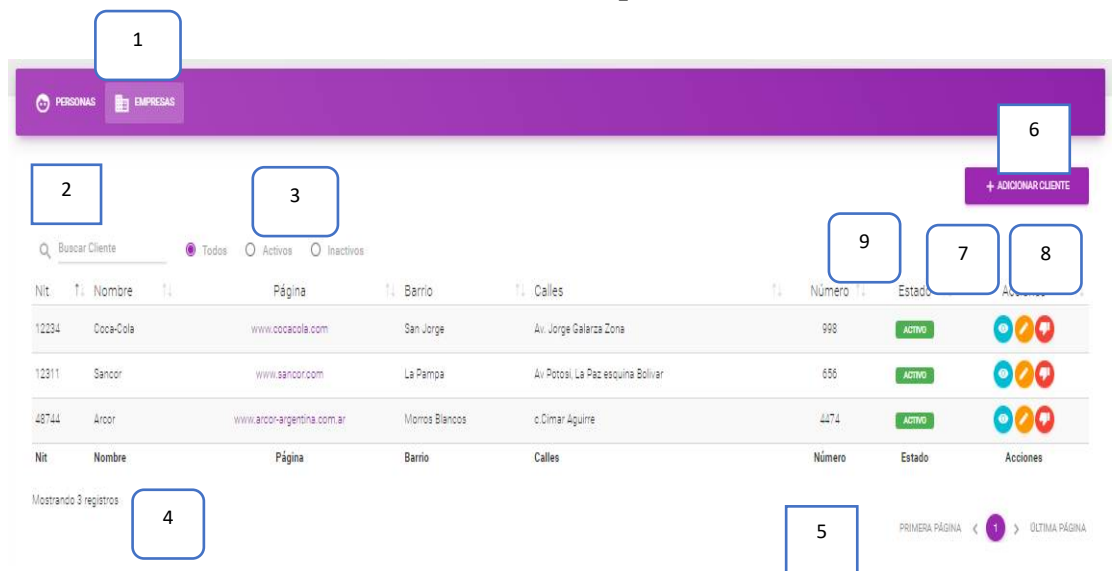 1
PERSONAS EMPRESAS
6
2
3
+ ADICIONAR CLIENTE
9
7
8
Buscar Cliente Todos Activos Inactivos
Nit Nombre Página Barrio Calles Número Estado Acciones
12234 Coca-Cola www.cocacola.com San Jorge Av. Jorge Galarza Zona 998 ACTIVO
12311 Sancor www.sancor.com La Pampa Av Potosi, La Paz esquina Bolivar 656 ACTIVO
48744 Arcor www.arcor-argentina.com.ar Morros Blancos c.Cimar Aguirre 4474 ACTIVO
Nit Nombre Página Barrio Calles Número Estado Acciones
Mostrando 3 registros
4
5
PRIMERA PÁGINA < 1 > ÚLTIMA PÁGINA